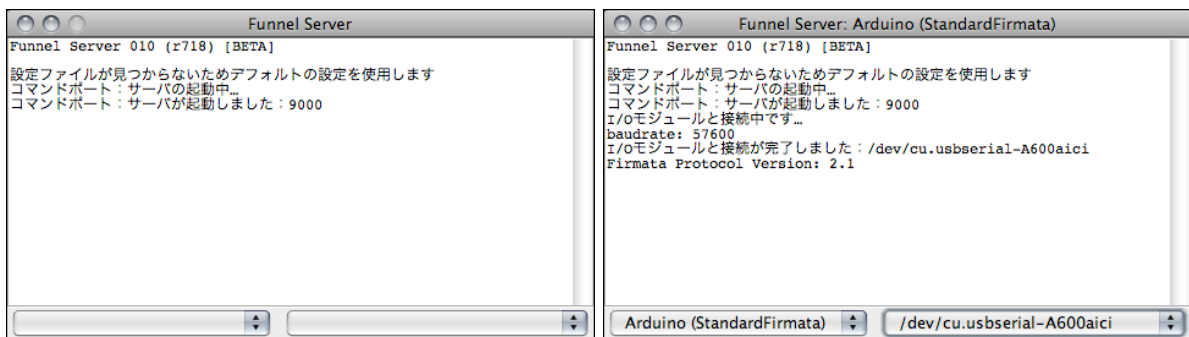 Funnel Server
Funnel Server 010 (r718) [BETA]
設定ファイルが見つからないためデフォルトの設定を使用します
コマンドポート：サーバの起動中…
コマンドポート：サーバが起動しました：9000
Funnel Server: Arduino (StandardFirmata)
Funnel Server 010 (r718) [BETA]
設定ファイルが見つからないためデフォルトの設定を使用します
コマンドポート：サーバの起動中…
コマンドポート：サーバが起動しました：9000
I/Oモジュールと接続中です…
baudrate: 57600
I/Oモジュールと接続が完了しました：/dev/cu.usbserial-A600aici
Firmata Protocol Version: 2.1
Arduino (StandardFirmata)
/dev/cu.usbserial-A600aici